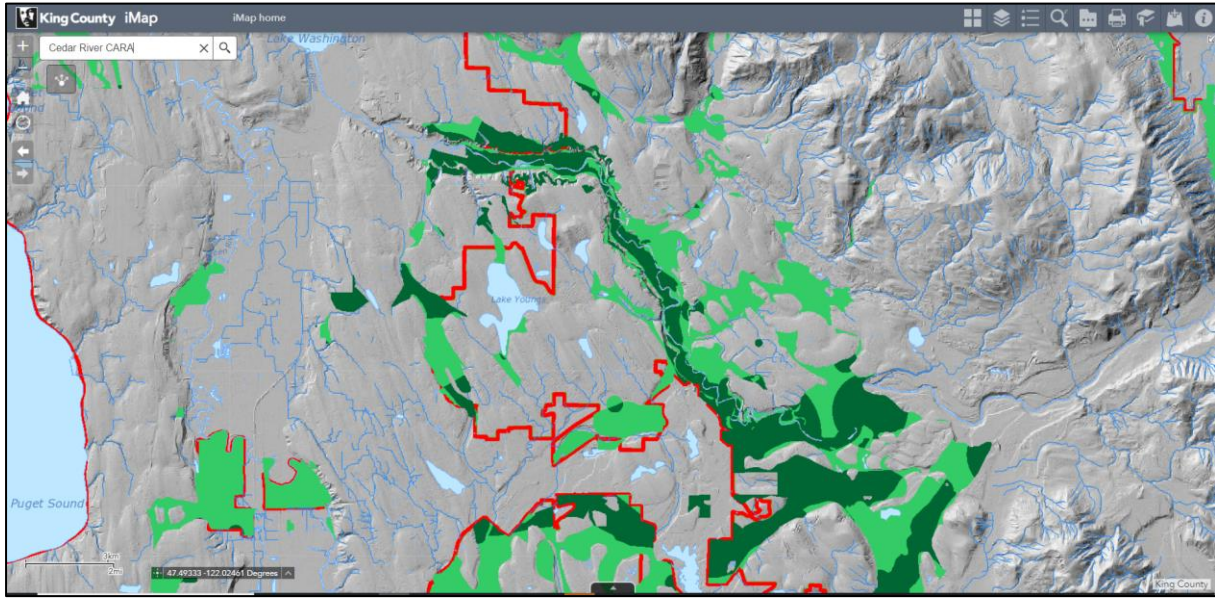 King County iMap
iMap home
Cedar River CARA
Lake Washington
Lake Youngs
Puget Sound
3km
2mi
47.49333 -122.02461 Degrees
King County